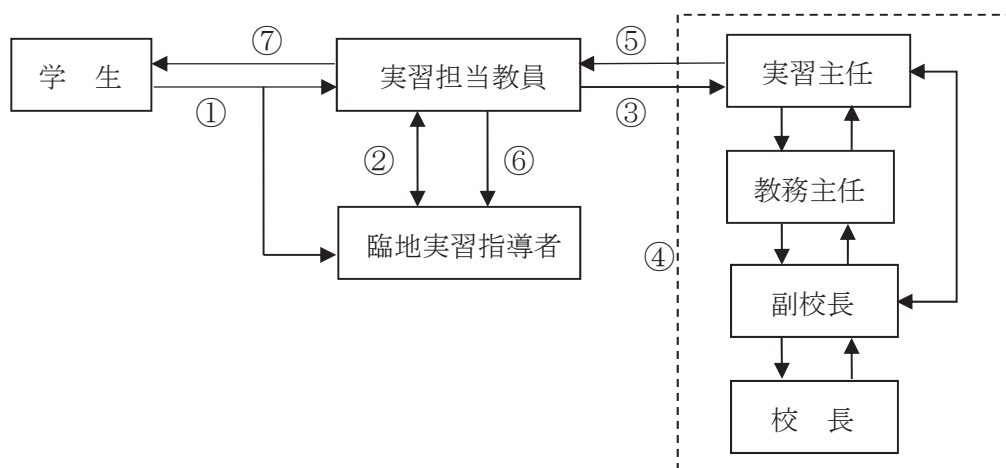 学 生
⑦
①
実習担当教員
②
⑥
臨地実習指導者
⑤
③
④
実習主任
教務主任
副校長
校 長